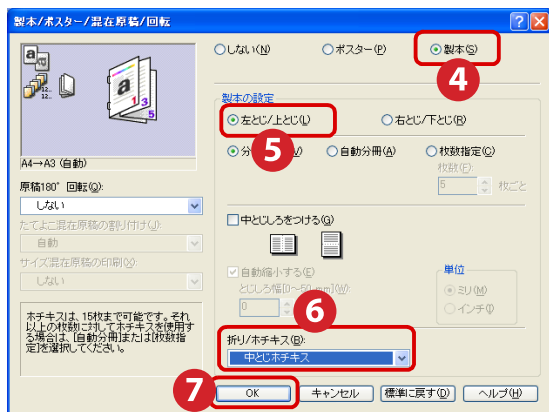 製本/ポスター/混在原稿/回転
しない(N)
ポスター(P)
製本(S)
4
a
12..
12..
a
1
3
5
A4→A3 (自動)
製本の設定
左とじ/上とじ(L)
右とじ/下とじ(R)
5
自動分冊(A)
枚数指定(C)
枚数(F):
5
枚ごと
原稿180° 回転(Q):
しない
たてよこ混在原稿の割り付け(J):
自動
サイズ混在原稿の印刷(X):
しない
中とじしろをつける(G)
自動縮小する(E)
とじしろ幅[0~50 mm](W):
0
単位
ミリ(M)
インチ(I)
ホチキスは、15枚まで可能です。それ
以上の枚数に対してホチキスを使用す
る場合は、[自動分冊]または[枚数指
定]を選択してください。
6
折り/ホチキス(B):
中とじホチキス
7
OK
キャンセル
標準に戻す(D)
ヘルプ(H)